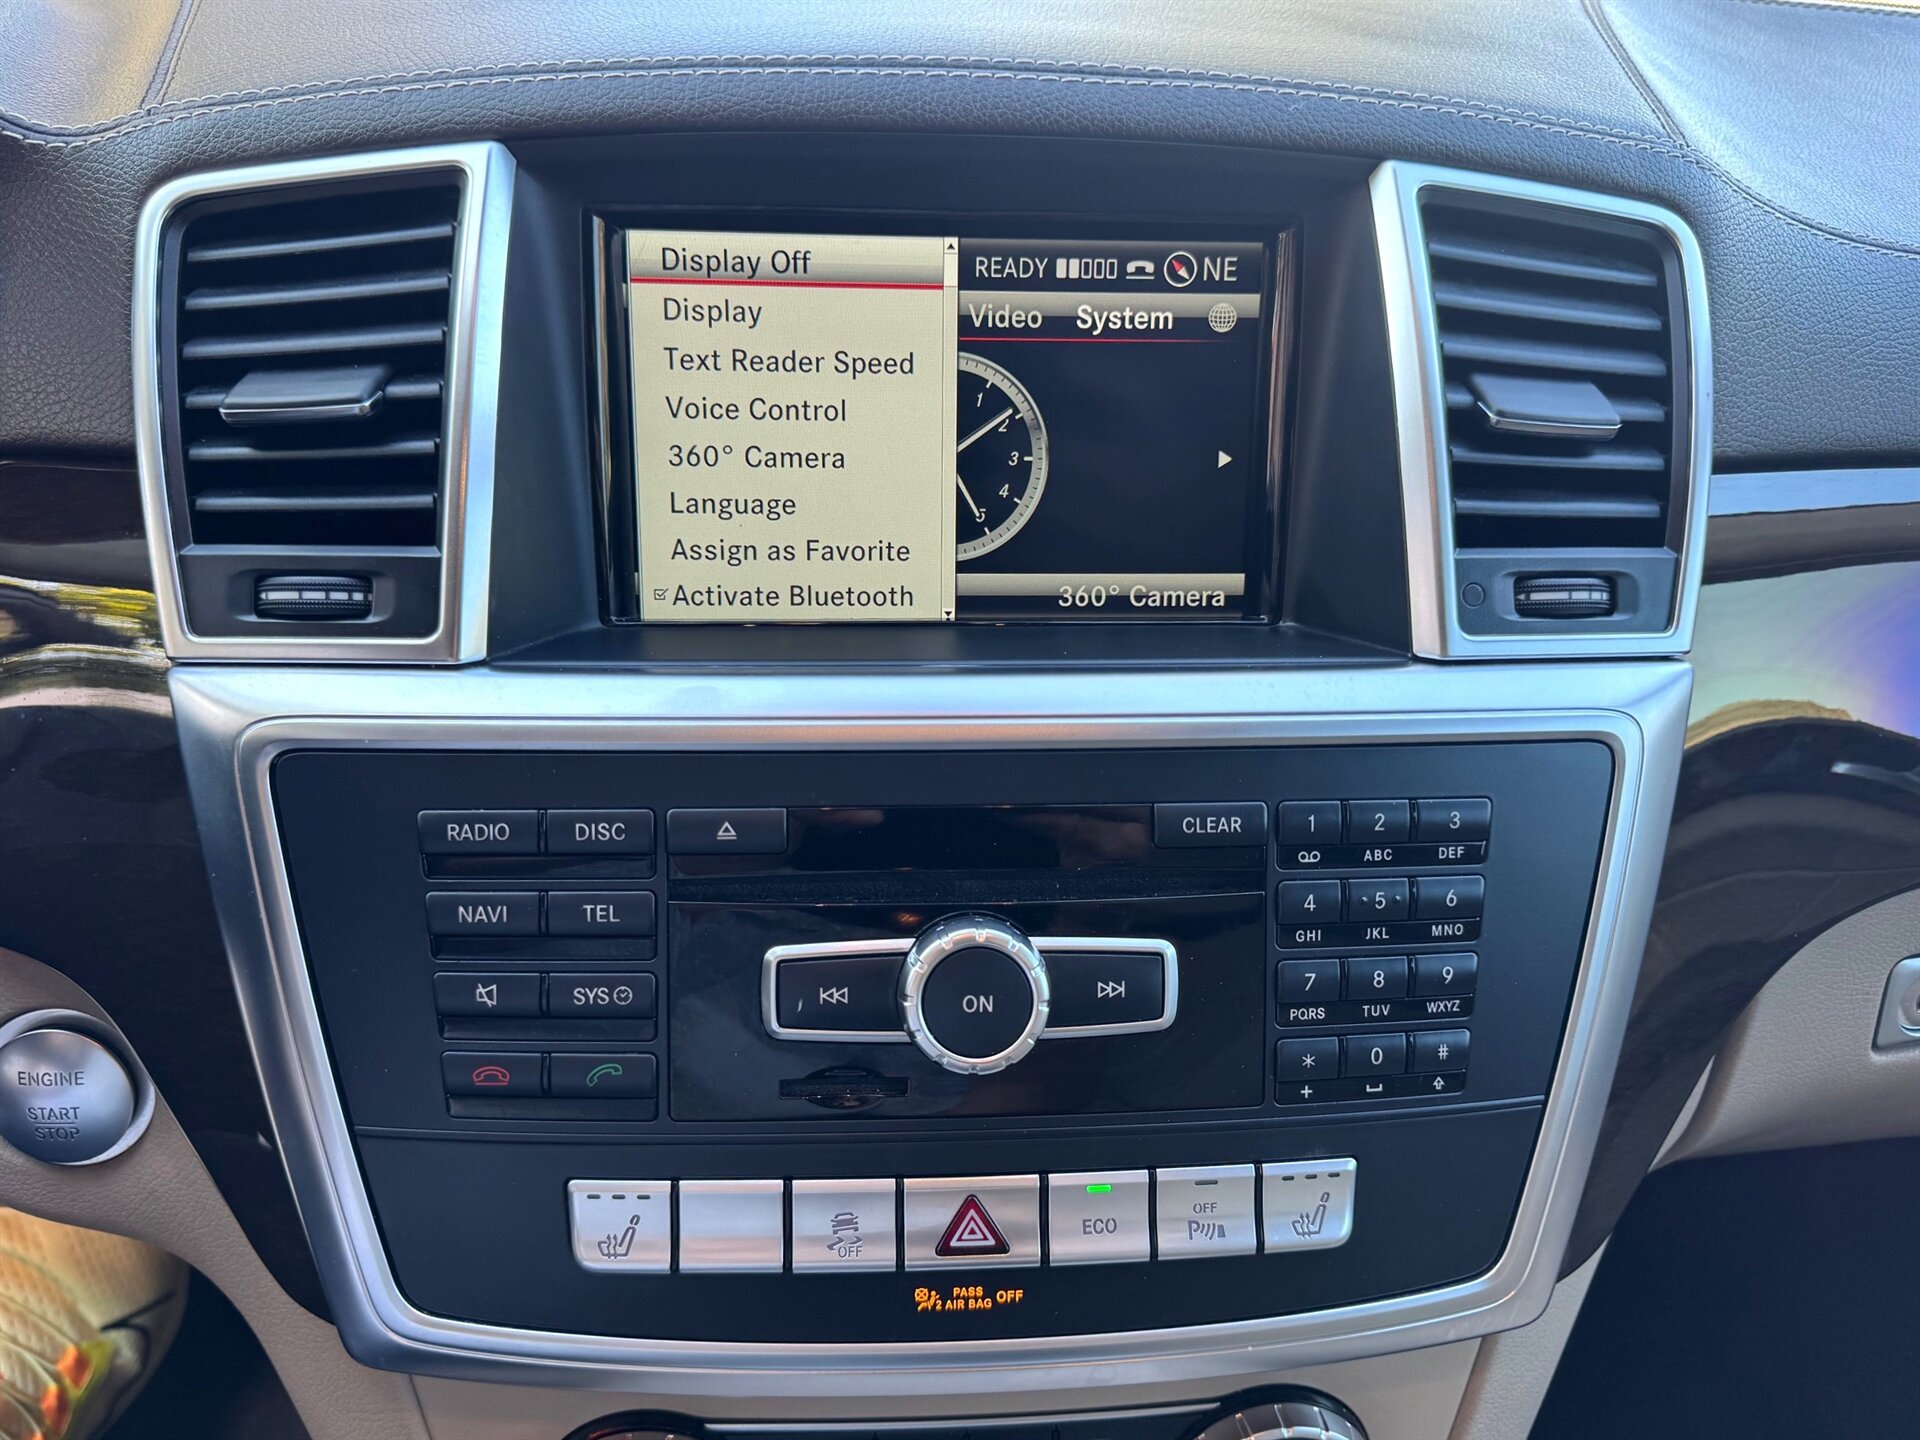 Display Off
Display
Text Reader Speed
Voice Control
360° Camera
Language
Assign as Favorite
Activate Bluetooth
READY NE
Video System
1
2
3
4
5
360° Camera
RADIO DISC
NAVI TEL
SYS
CLEAR
ON
1 2 3
ABC DEF
4 5 6
GHI JKL MNO
7 8 9
PQRS TUV WXYZ
* 0 #
+
ENGINE
START
STOP
OFF
ECO
OFF
P
PASS
2 AIR BAG OFF